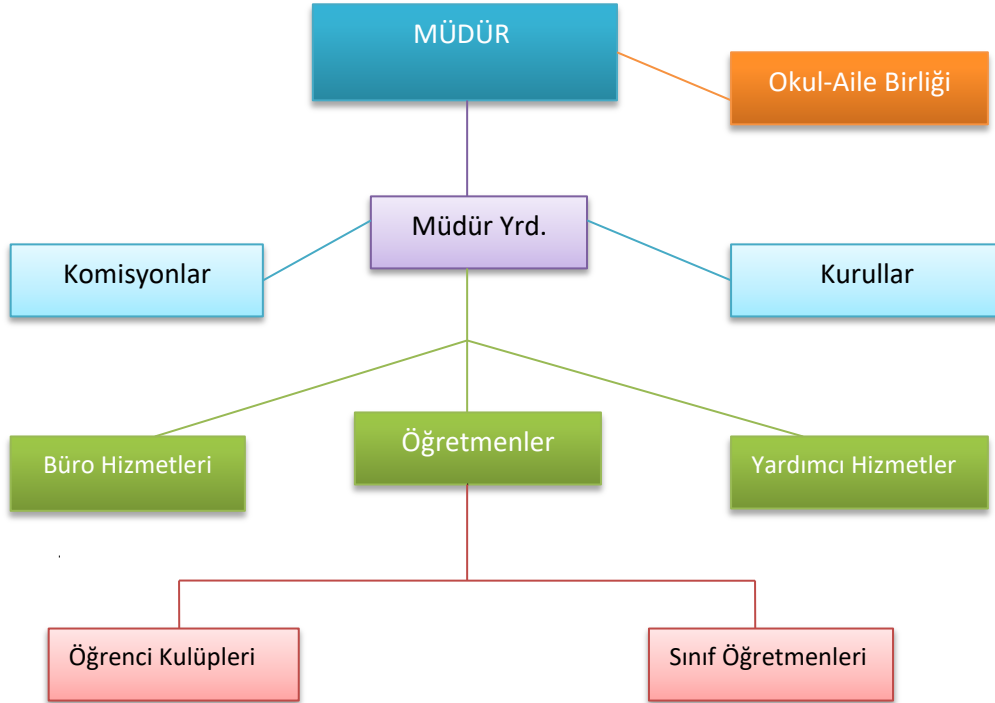 MÜDÜR
Okul-Aile Birliği
Müdür Yrd.
Komisyonlar
Kurullar
Büro Hizmetleri
Öğretmenler
Yardımcı Hizmetler
Öğrenci Kulüpleri
Sınıf Öğretmenleri